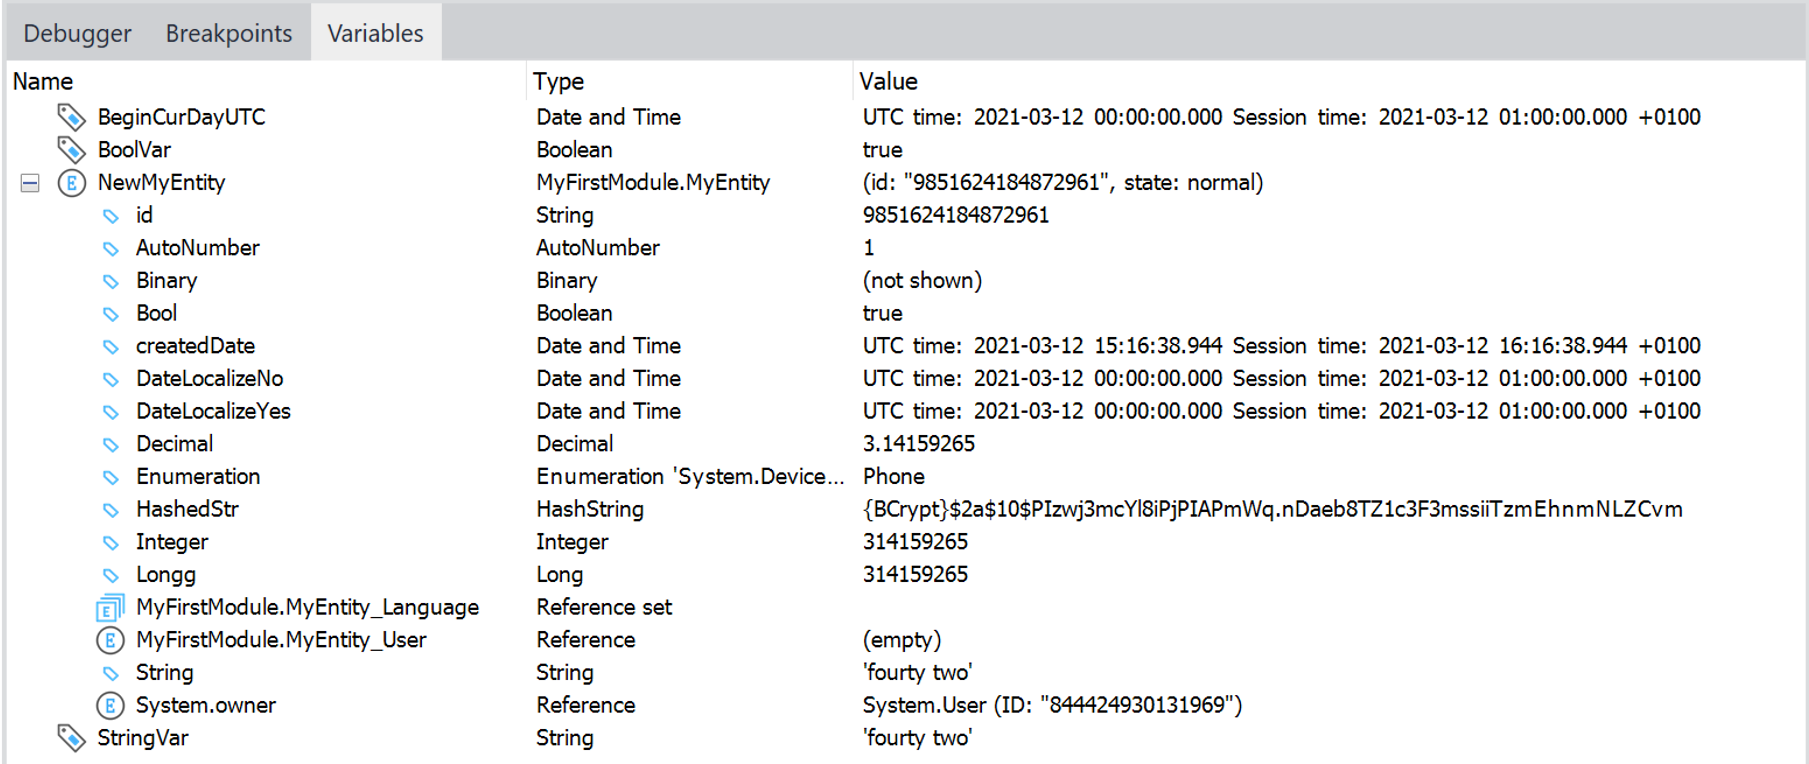 Debugger Breakpoints Variables
Name Type Value
BeginCurDayUTC Date and Time UTC time: 2021-03-12 00:00:00.000 Session time: 2021-03-12 01:00:00.000 +0100
BoolVar Boolean true
NewMyEntity MyFirstModule.MyEntity (id: "9851624184872961", state: normal)
id String 9851624184872961
AutoNumber AutoNumber 1
Binary Binary (not shown)
Bool Boolean true
createdDate Date and Time UTC time: 2021-03-12 15:16:38.944 Session time: 2021-03-12 16:16:38.944 +0100
DateLocalizeNo Date and Time UTC time: 2021-03-12 00:00:00.000 Session time: 2021-03-12 01:00:00.000 +0100
DateLocalizeYes Date and Time UTC time: 2021-03-12 00:00:00.000 Session time: 2021-03-12 01:00:00.000 +0100
Decimal Decimal 3.14159265
Enumeration Enumeration 'System.Device... Phone
HashedStr HashString {BCrypt}$2a$10$PIzwj3mcYl8iPjPIAPmWq.nDaeb8TZ1c3F3mssiiTzmEhnmNLZCvm
Integer Integer 314159265
Longg Long 314159265
MyFirstModule.MyEntity_Language Reference set
MyFirstModule.MyEntity_User Reference (empty)
String String 'fourty two'
System.owner Reference System.User (ID: "844424930131969")
StringVar String 'fourty two'